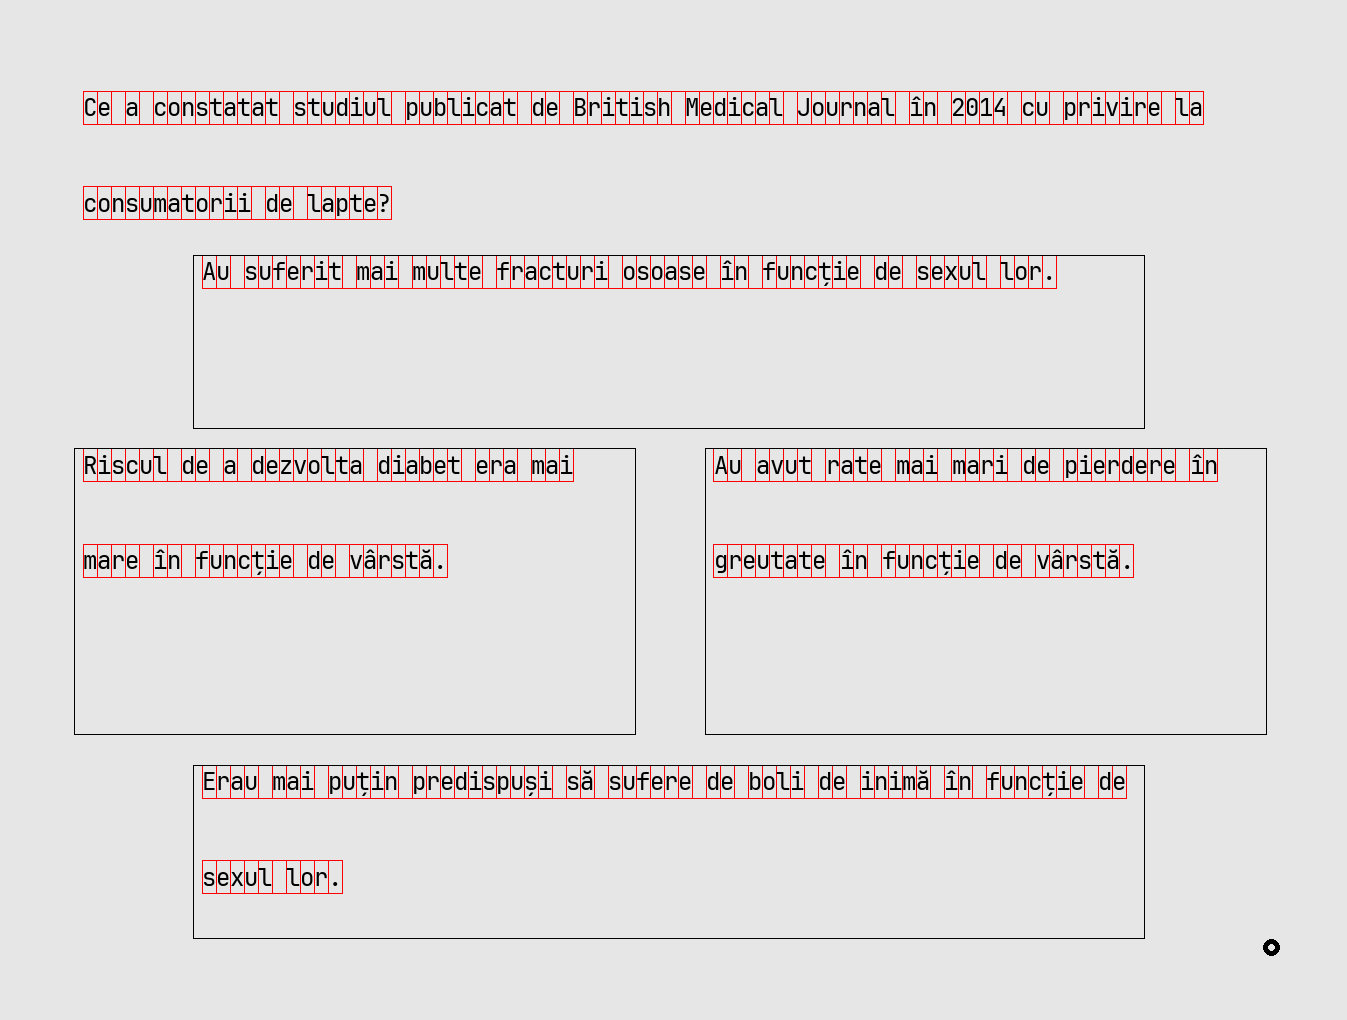 Ce a constatat studiul publicat de British Medical Journal în 2014 cu privire la
consumatorii de lapte?
Au suferit mai multe fracturi osoase în funcție de sexul lor.
Riscul de a dezvolta diabet era mai
mare în funcție de vârstă.
Au avut rate mai mari de pierdere în
greutate în funcție de vârstă.
Erau mai puțin predispuși să sufere de boli de inimă în funcție de
sexul lor.